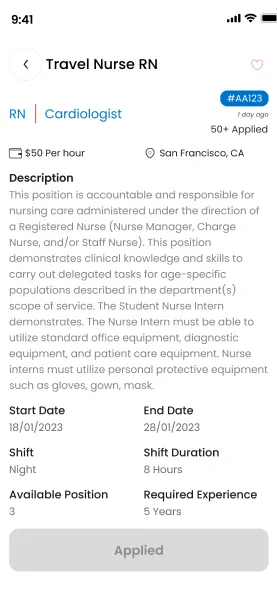 9:41
Travel Nurse RN
#AA123
RN | Cardiologist
1 day ago
50+ Applied
$50 Per hour
San Francisco, CA
Description
This position is accountable and responsible for
nursing care administered under the direction of
a Registered Nurse (Nurse Manager, Charge
Nurse, and/or Staff Nurse). This position
demonstrates clinical knowledge and skills to
carry out delegated tasks for age-specific
populations described in the department(s)
scope of service. The Student Nurse Intern
demonstrates. The Nurse Intern must be able to
utilize standard office equipment, diagnostic
equipment, and patient care equipment. Nurse
interns must utilize personal protective equipment
such as gloves, gown, mask.
Start Date
End Date
18/01/2023
28/01/2023
Shift
Shift Duration
Night
8 Hours
Available Position
Required Experience
3
5 Years
Applied